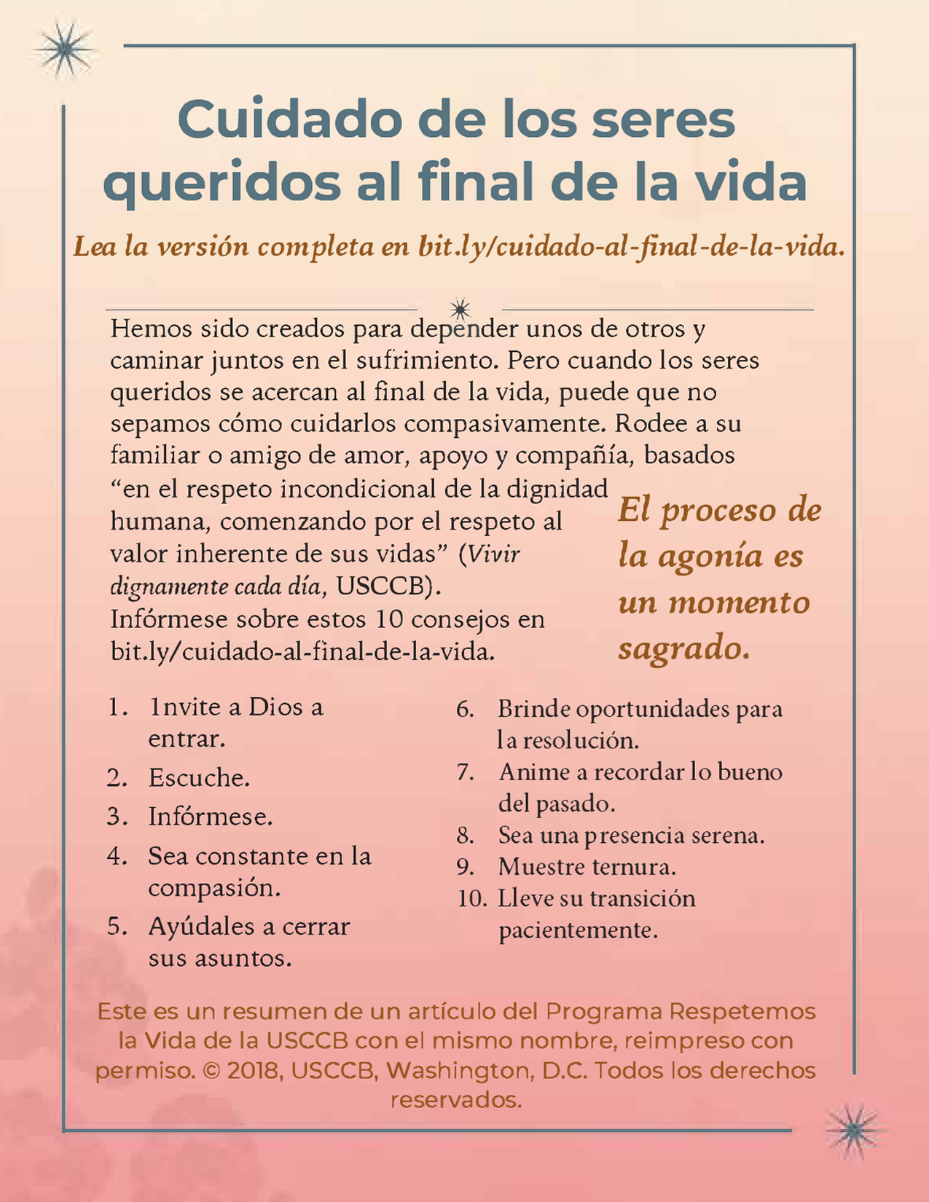 Cuidado de los seres
queridos al final de la vida
Lea la versión completa en bit.ly/cuidado-al-final-de-la-vida.
Hemos sido creados para depender unos de otros y
caminar juntos en el sufrimiento. Pero cuando los seres
queridos se acercan al final de la vida, puede que no
sepamos cómo cuidarlos compasivamente. Rodee a su
familiar o amigo de amor, apoyo y compañía, basados
“en el respeto incondicional de la dignidad
humana, comenzando por el respeto al
valor inherente de sus vidas” (Vivir
dignamente cada día, USCCB).
Infórmese sobre estos 10 consejos en
bit.ly/cuidado-al-final-de-la-vida.
El proceso de
la agonía es
un momento
sagrado.
1. 1nvite a Dios a
entrar.
2. Escuche.
3. Infórmese.
4. Sea constante en la
compasión.
5. Ayúdales a cerrar
sus asuntos.
6. Brinde oportunidades para
la resolución.
7. Anime a recordar lo bueno
del pasado.
8. Sea una presencia serena.
9. Muestre ternura.
10. Lleve su transición
pacientemente.
Este es un resumen de un artículo del Programa Respetemos
la Vida de la USCCB con el mismo nombre, reimpreso con
permiso. © 2018, USCCB, Washington, D.C. Todos los derechos
reservados.